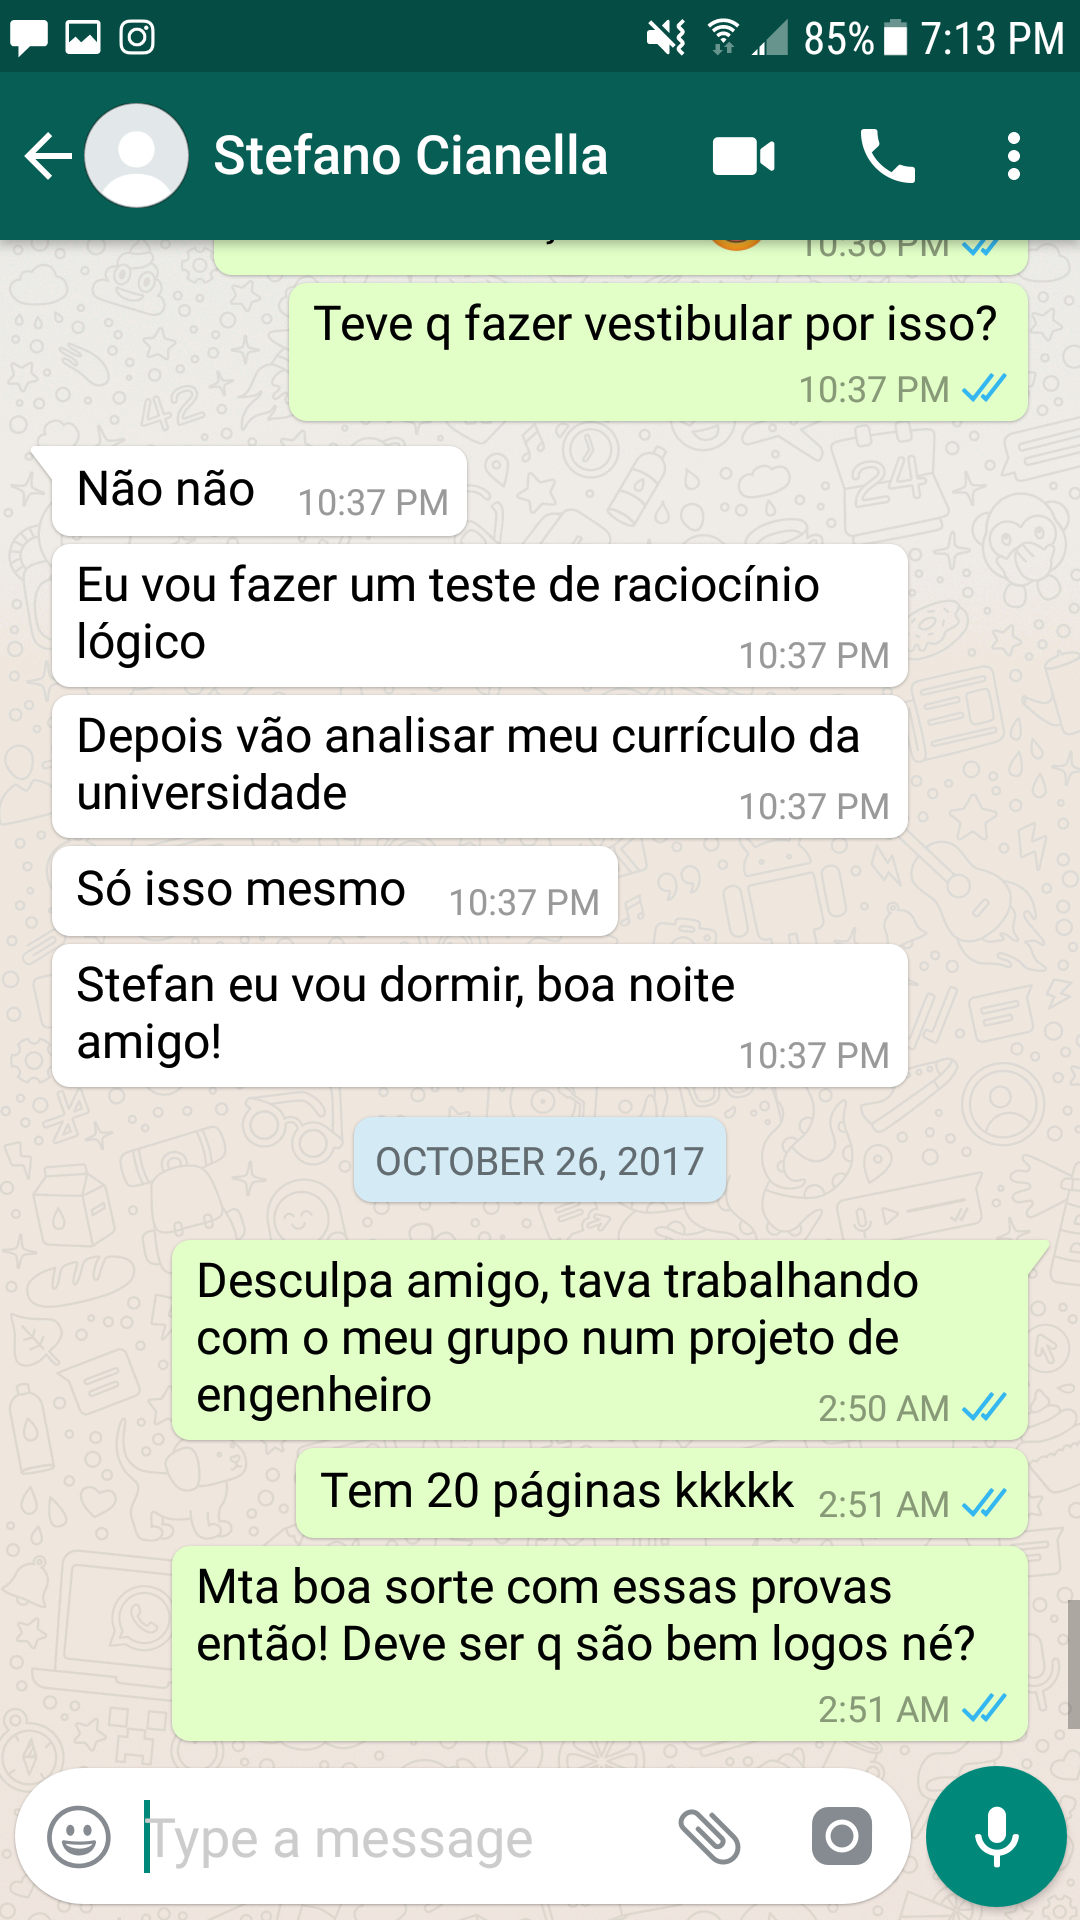 85% 7:13 PM
Stefano Cianella
10:36 PM
Teve q fazer vestibular por isso?
10:37 PM
Não não 10:37 PM
Eu vou fazer um teste de raciocínio
lógico 10:37 PM
Depois vão analisar meu currículo da
universidade 10:37 PM
Só isso mesmo 10:37 PM
Stefan eu vou dormir, boa noite
amigo! 10:37 PM
OCTOBER 26, 2017
Desculpa amigo, tava trabalhando
com o meu grupo num projeto de
engenheiro 2:50 AM
Tem 20 páginas kkkkk 2:51 AM
Mta boa sorte com essas provas
então! Deve ser q são bem logos né?
2:51 AM
Type a message